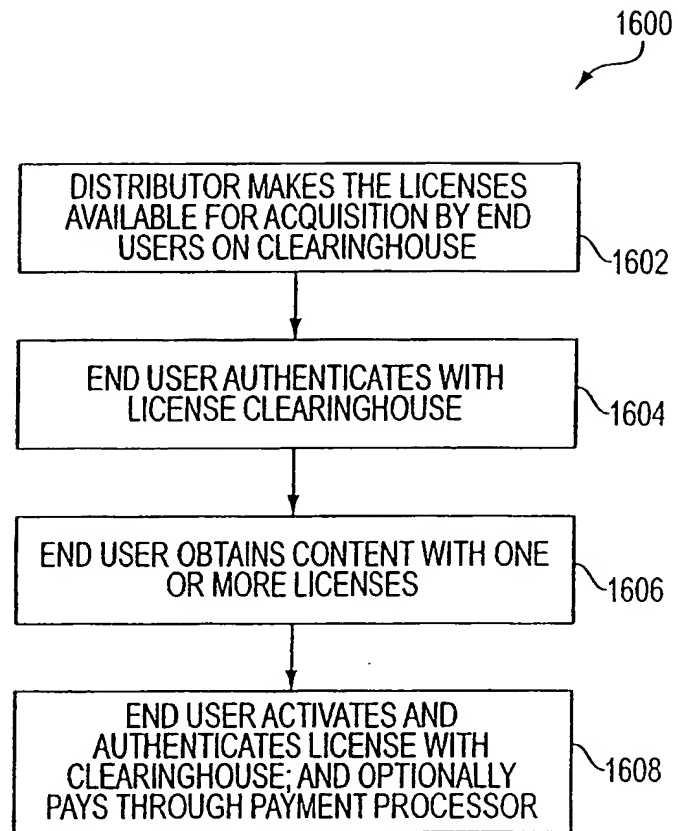 1600
DISTRIBUTOR MAKES THE LICENSES
AVAILABLE FOR ACQUISITION BY END
USERS ON CLEARINGHOUSE
1602
END USER AUTHENTICATES WITH
LICENSE CLEARINGHOUSE
1604
END USER OBTAINS CONTENT WITH ONE
OR MORE LICENSES
1606
END USER ACTIVATES AND
AUTHENTICATES LICENSE WITH
CLEARINGHOUSE; AND OPTIONALLY
PAYS THROUGH PAYMENT PROCESSOR
1608